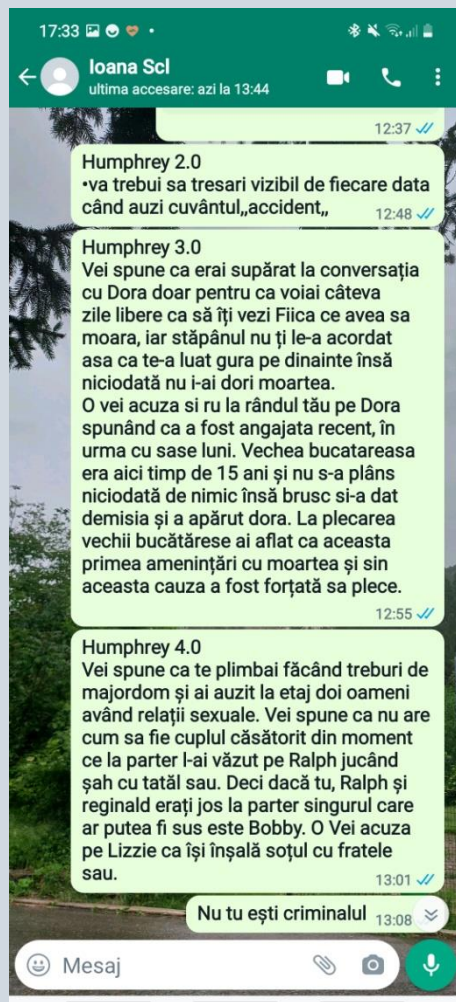 17:33
Ioana Scl
ultima accesare: azi la 13:44
12:37
Humphrey 2.0
•va trebui sa tresari vizibil de fiecare data
când auzi cuvântul,,accident,,
12:48
Humphrey 3.0
Vei spune ca erai supărat la conversația
cu Dora doar pentru ca voiai câteva
zile libere ca să îți vezi Fiica ce avea sa
moara, iar stăpânul nu ți le-a acordat
asa ca te-a luat gura pe dinainte însă
niciodată nu i-ai dori moartea.
O vei acuza si ru la rândul tău pe Dora
spunând ca a fost angajata recent, în
urma cu sase luni. Vechea bucatareasa
era aici timp de 15 ani și nu s-a plâns
niciodată de nimic însă brusc si-a dat
demisia și a apărut dora. La plecarea
vechii bucătărese ai aflat ca aceasta
primea amenințări cu moartea și sin
aceasta cauza a fost forțată sa plece.
12:55
Humphrey 4.0
Vei spune ca te plimbai făcând treburi de
majordom și ai auzit la etaj doi oameni
având relații sexuale. Vei spune ca nu are
cum sa fie cuplul căsătorit din moment
ce la parter l-ai văzut pe Ralph jucând
șah cu tatăl sau. Deci dacă tu, Ralph și
reginald erați jos la parter singurul care
ar putea fi sus este Bobby. O Vei acuza
pe Lizzie ca își înșală soțul cu fratele
sau.
13:01
Nu tu ești criminalul
13:08
Mesaj